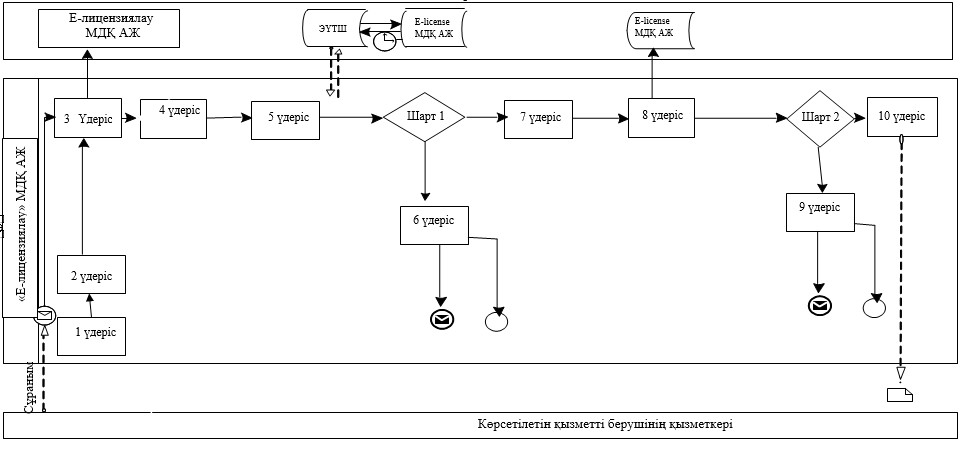 Е-лицензиялау
МДҚ АЖ
ЭҮТШ
E-license
МДҚ АЖ
E-license
МДҚ АЖ
«Е-лицензиялау» МДҚ АЖ
3 Үдеріс
4 үдеріс
5 үдеріс
Шарт 1
7 үдеріс
8 үдеріс
Шарт 2
10 үдеріс
6 үдеріс
9 үдеріс
2 үдеріс
1 үдеріс
Сұраным
Көрсетілетін қызметті берушінің қызметкері